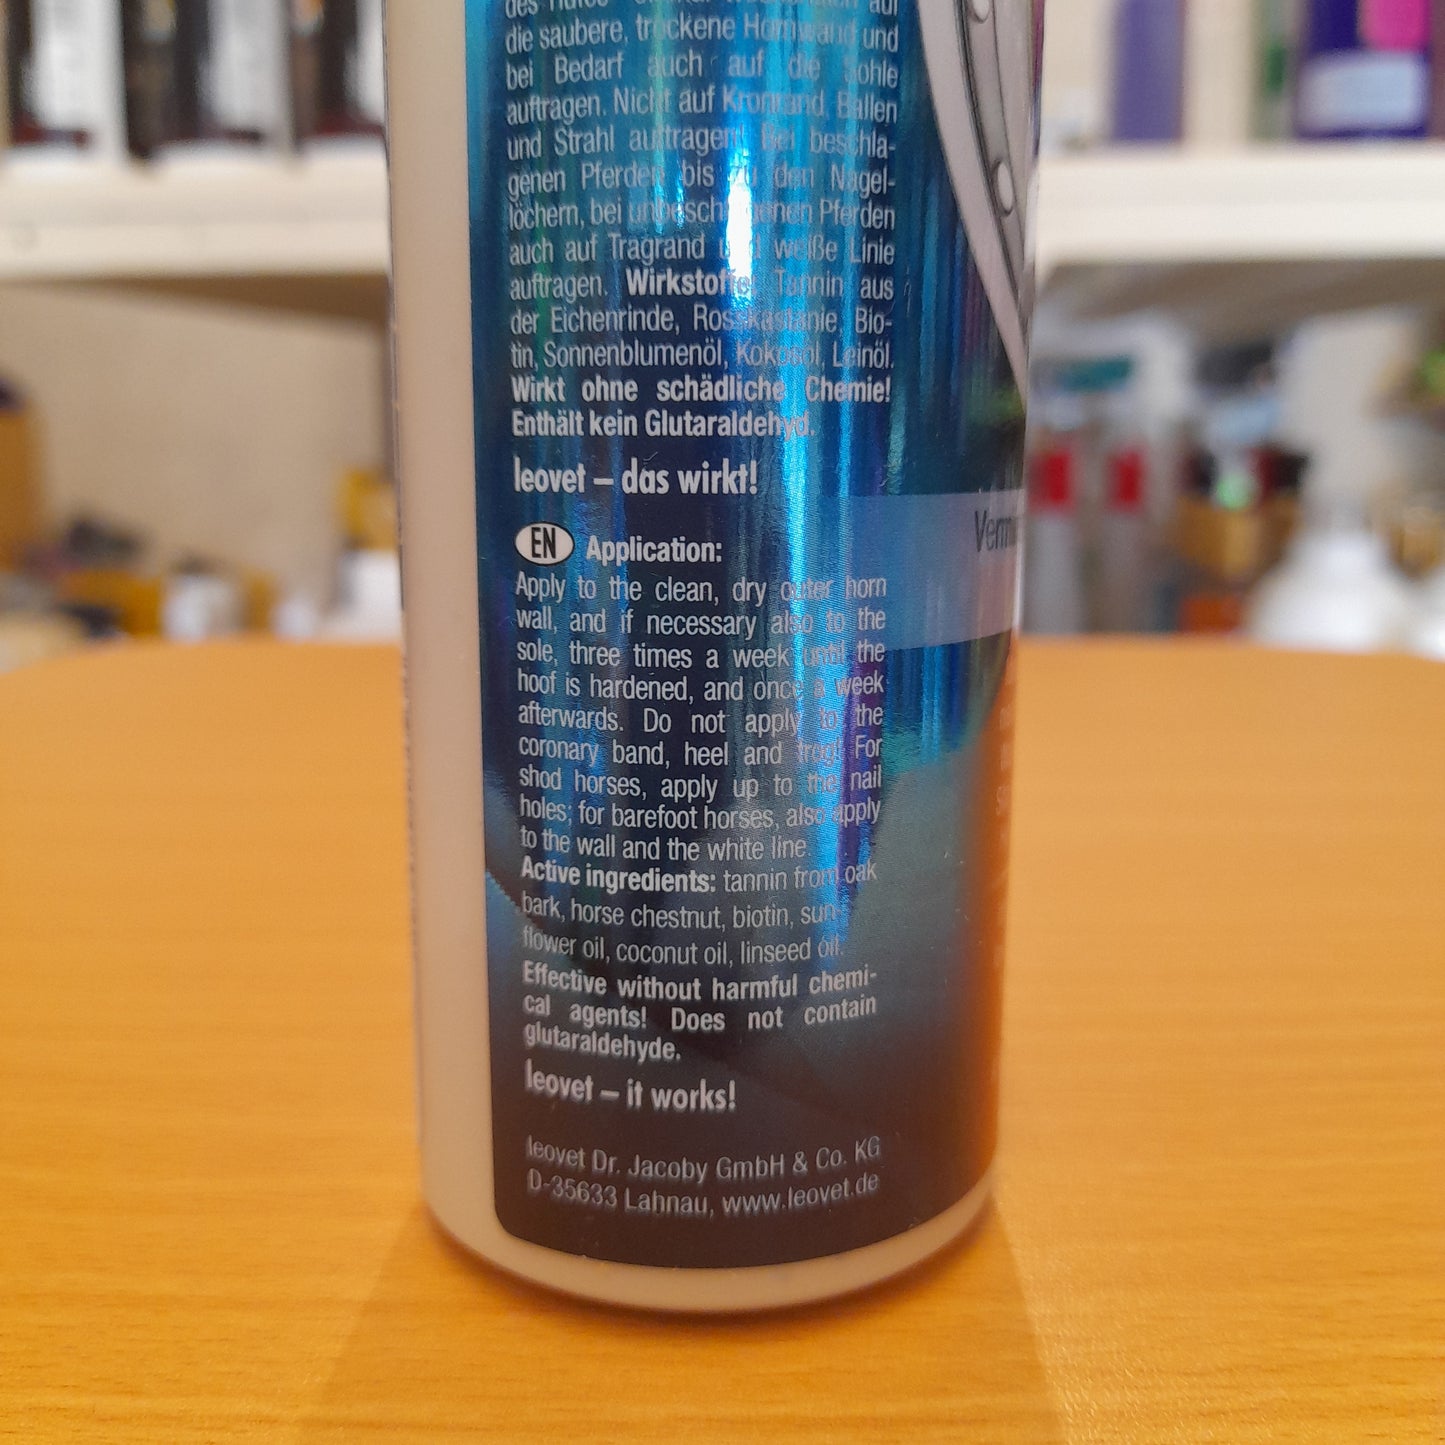 des Hufes
die saubere, trockene Hornwand und
bei Bedarf auch auf die Sohle
auftragen. Nicht auf Kronrand, Ballen
und Strahl auftragen! Bei beschla-
genen Pferden bis zu den Nagel-
löchern, bei unbeschlagenen Pferden
auch auf Tragrand und weiße Linie
auftragen. Wirkstoffe: Tannin aus
der Eichenrinde, Rosskastanie, Bio-
tin, Sonnenblumenöl, Kokosöl, Leinöl.
Wirkt ohne schädliche Chemie!
Enthält kein Glutaraldehyd.
leovet – das wirkt!
EN Application:
Apply to the clean, dry outer horn
wall, and if necessary also to the
sole, three times a week until the
hoof is hardened, and once a week
afterwards. Do not apply to the
coronary band, heel and frog! For
shod horses, apply up to the nail
holes; for barefoot horses, also apply
to the wall and the white line.
Active ingredients: tannin from oak
bark, horse chestnut, biotin, sun-
flower oil, coconut oil, linseed oil.
Effective without harmful chemi-
cal agents! Does not contain
glutaraldehyde.
leovet – it works!
leovet Dr. Jacoby GmbH & Co. KG
D-35633 Lahnau, www.leovet.de